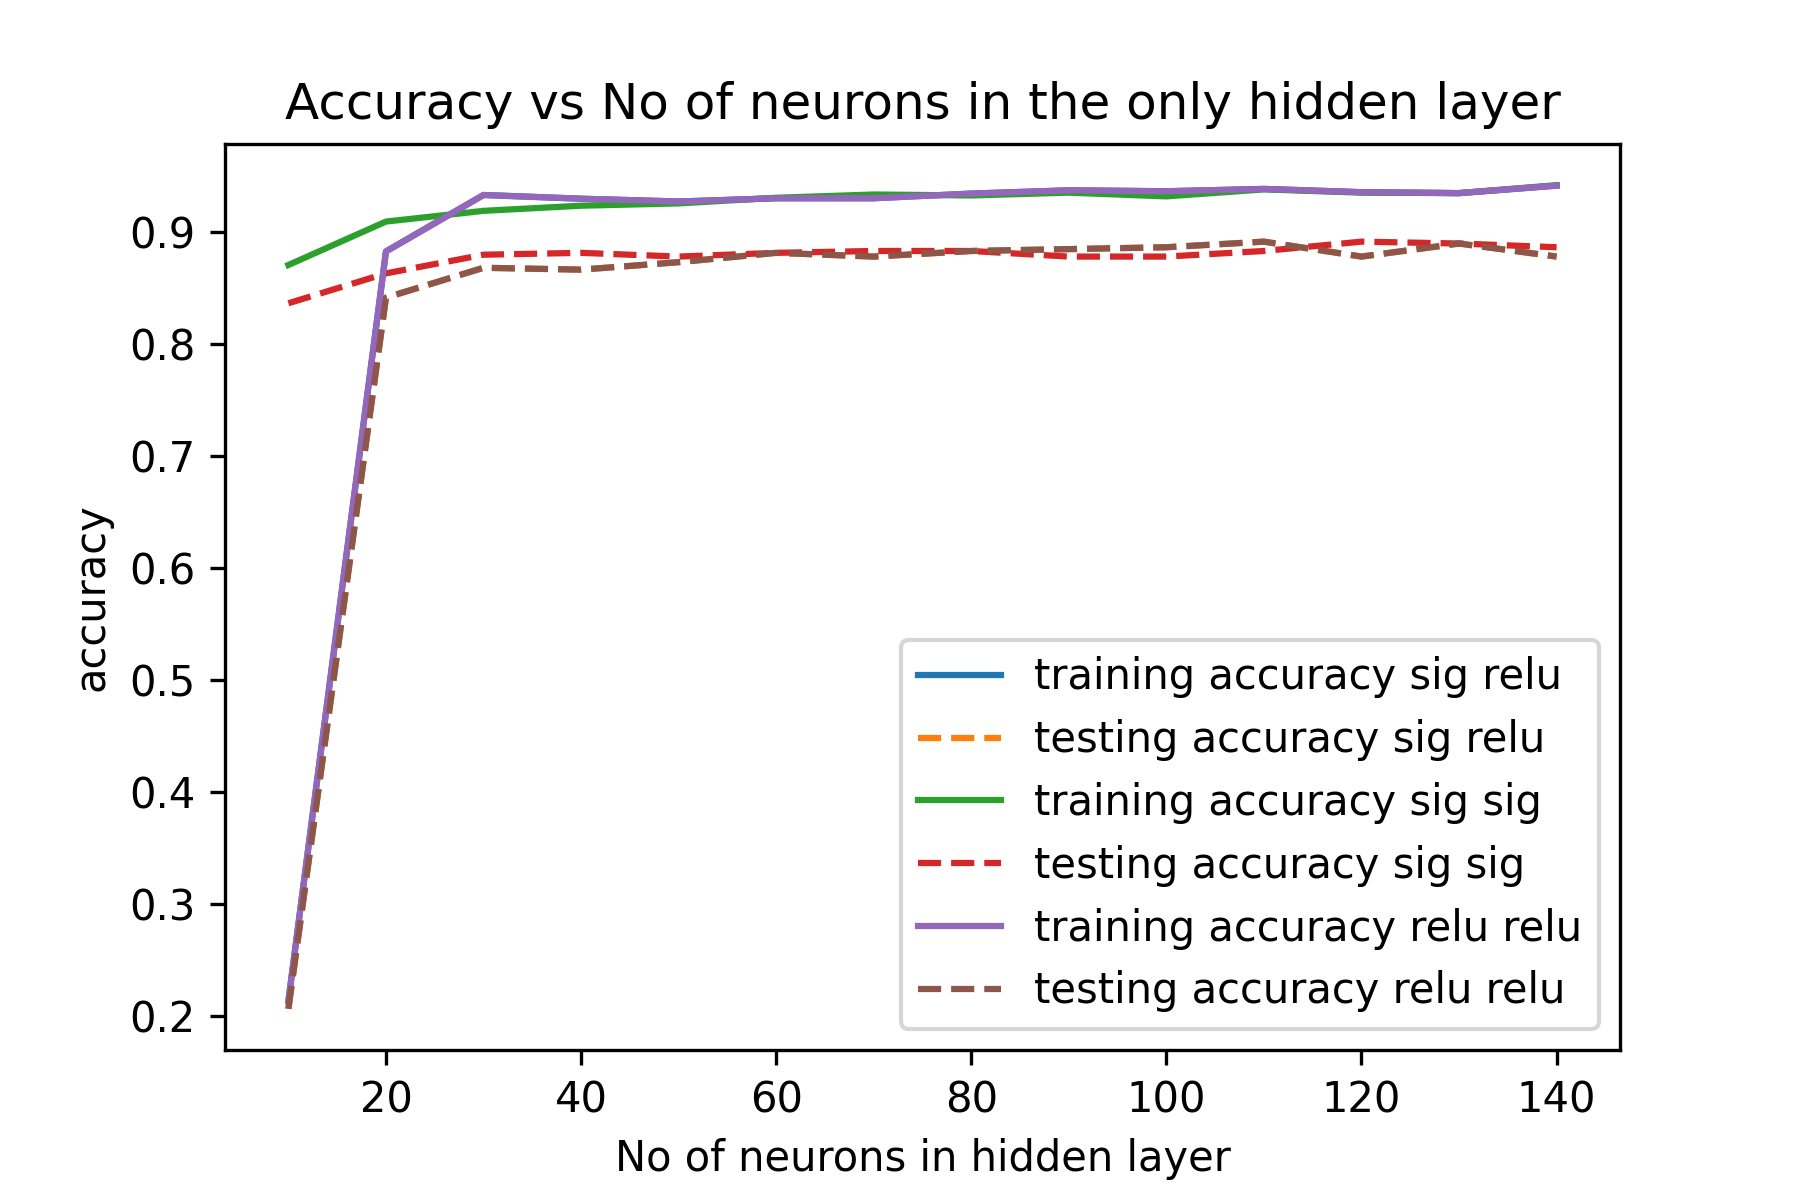 Accuracy vs No of neurons in the only hidden layer
0.9
0.8
0.7
0.6
0.5
0.4
0.3
0.2
accuracy
training accuracy sig relu
testing accuracy sig relu
training accuracy sig sig
testing accuracy sig sig
training accuracy relu relu
testing accuracy relu relu
20 40 60 80 100 120 140
No of neurons in hidden layer